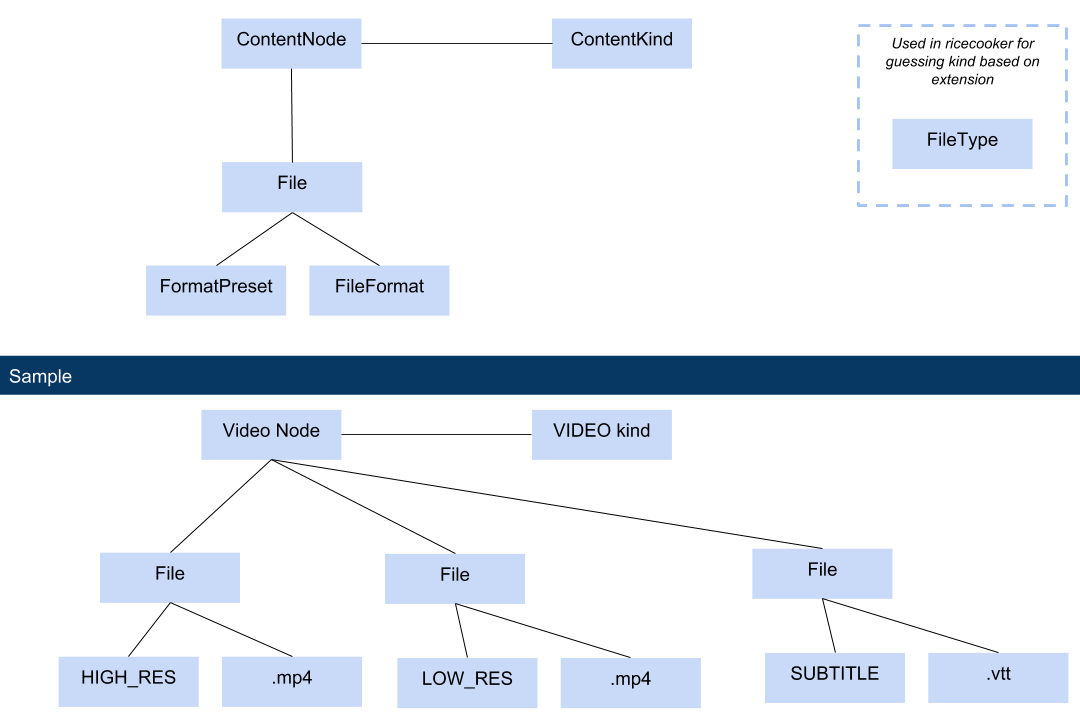 ContentNode
ContentKind
Used in ricecooker for
guessing kind based on
extension
FileType
File
FormatPreset
FileFormat
Sample
Video Node
VIDEO kind
File
File
File
HIGH_RES
.mp4
LOW_RES
.mp4
SUBTITLE
.vtt